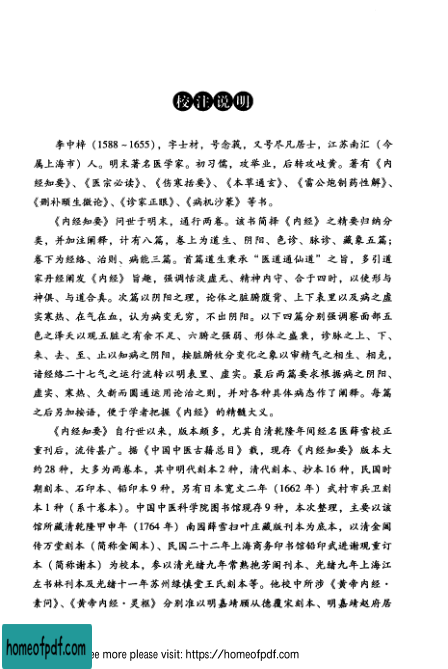 校注说明
李中梓（1588～1655），字士材，号念莪，又号尽凡居士，江苏南汇（今
属上海市）人。明末著名医学家。初习儒，攻举业，后转攻岐黄。著有《内
经知要》、《医宗必读》、《伤寒括要》、《本草通玄》、《雷公炮制药性解》、
《删补颐生微论》、《诊家正眼》、《病机沙篆》等书。
《内经知要》问世于明末，通行两卷。该书简择《内经》之精要归纳分
类，并加注阐释，计有八篇，卷上为道生、阴阳、色诊、脉诊、藏象五篇；
卷下为经络、治则、病能三篇。首篇道生秉承“医道通仙道”之旨，多引道
家丹经阐发《内经》旨趣，强调恬淡虚无、精神内守、合于四时，以使形与
神俱、与道合真。次篇以阴阳之理，论体之脏腑腹背、上下表里以及病之虚
实寒热、在气在血，认为病变无穷，不出阴阳。以下四篇分别强调察面部五
色之泽夭以观五脏之有余不足、六腑之强弱、形体之盛衰，诊脉之上、下、
来、去、至、止以知病之阴阳，按脏腑攸分变化之象以审精气之相生、相克，
诸经络二十七气之运行流转以明表里、虚实。最后两篇要求根据病之阴阳、
虚实、寒热、久新而圆通运用论治之则，并对各种具体病态作了阐释。每篇
之后另加按语，便于学者把握《内经》的精髓大义。
《内经知要》自行世以来，版本颇多，尤其自清乾隆年间经名医薛雪校正
重刊后，流传甚广。据《中国中医古籍总目》载，现存《内经知要》版本大
约28种，大多为两卷本，其中明代刻本2种，清代刻本、抄本16种，民国时
期刻本、石印本、铅印本9种，另有日本宽文二年（1662年）武村市兵卫刻
本1种（系十卷本）。中国中医科学院图书馆现存9种，本次整理，主要以该
馆所藏清乾隆甲申年（1764年）南园薛雪扫叶庄藏版刊本为底本，以清金阊
传万堂刻本（简称金阊本）、民国二十二年上海商务印书馆铅印武进谢观重订
本（简称谢本）为校本，参以清光绪九年常熟抱芳阁刊本、光绪九年上海江
左书林刊本及光绪十一年苏州绿慎堂王氏刻本等。他校中所涉《黄帝内经·
素问》、《黄帝内经·灵枢》分别准以明嘉靖顾从德覆宋刻本、明嘉靖赵府居
homeofpdf.com
ee more please visit: https://homeofpdf.com